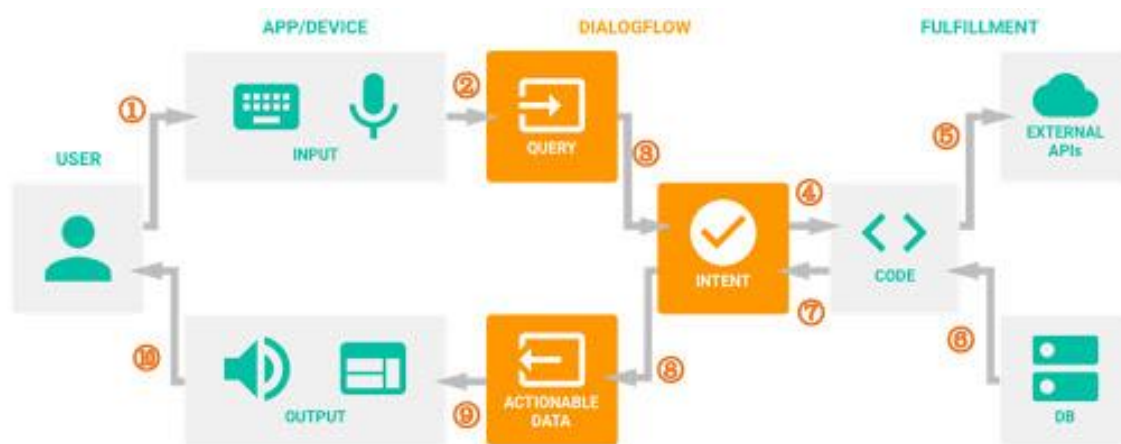 APP/DEVICE
DIALOGFLOW
FULFILLMENT
①
②
③
④
⑤
USER
INPUT
QUERY
EXTERNAL
APIs
INTENT
CODE
⑦
⑥
⑩
⑧
⑨
OUTPUT
ACTIONABLE
DATA
DB